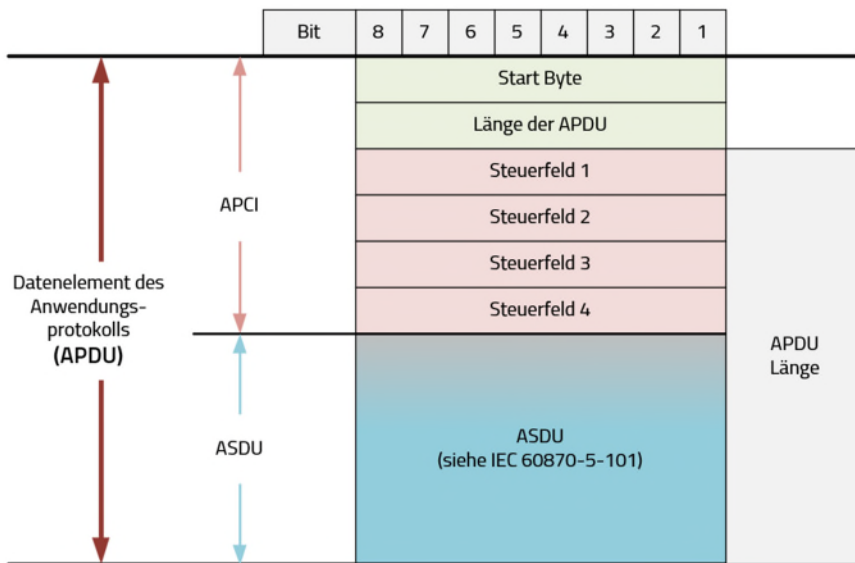 Bit 8 7 6 5 4 3 2 1
Start Byte
Länge der APDU
Steuerfeld 1
Steuerfeld 2
Steuerfeld 3
Steuerfeld 4
APCI
Datenelement des
Anwendungs-
protokolls
(APDU)
APDU
Länge
ASDU
ASDU
(siehe IEC 60870-5-101)